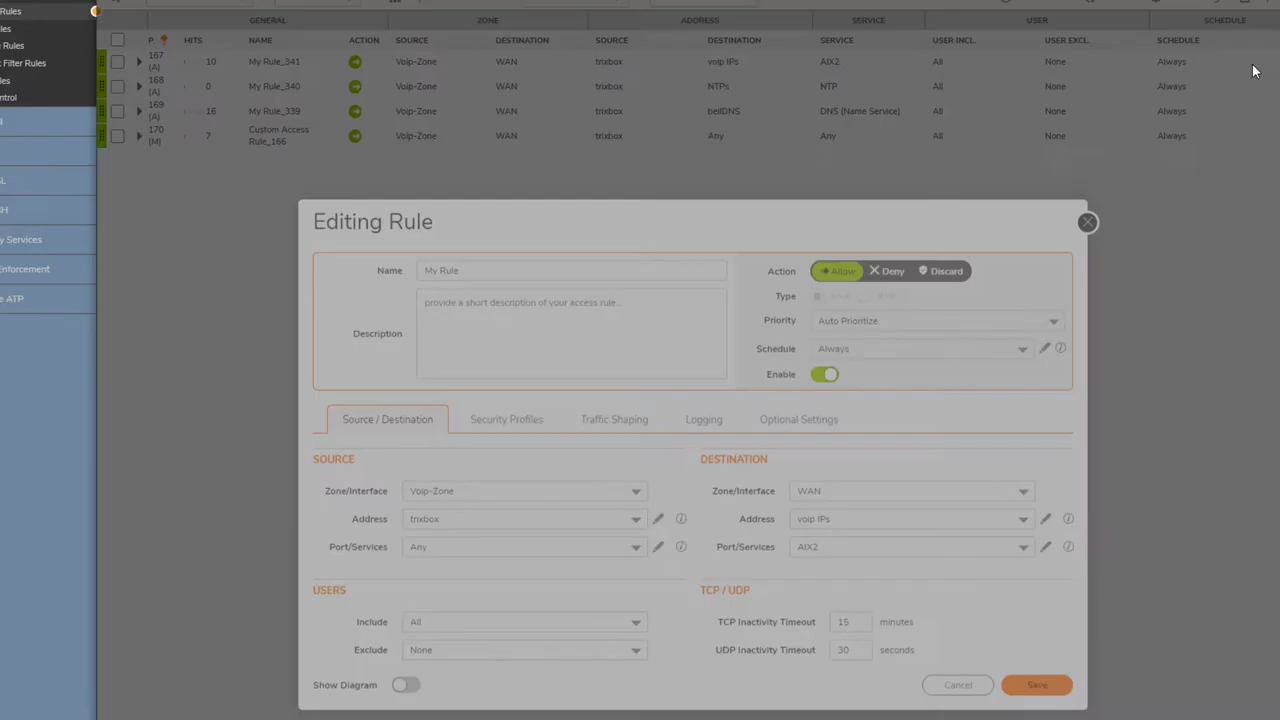 Rules
les
g Rules
t Filter Rules
les
ontrol
H
y Services
Enforcement
e ATP
GENERAL ZONE ADDRESS SERVICE USER SCHEDULE
P. HITS NAME ACTION SOURCE DESTINATION SOURCE DESTINATION SERVICE USER INCL. USER EXCL. SCHEDULE
167 (A) 10 My Rule_341 Voip-Zone WAN trixbox voip IPs AIX2 All None Always
168 (A) 0 My Rule_340 Voip-Zone WAN trixbox NTPs NTP All None Always
169 (A) 16 My Rule_339 Voip-Zone WAN trixbox bellDNS DNS (Name Service) All None Always
170 (M) 7 Custom Access Rule_166 Voip-Zone WAN trixbox Any Any All None Always
Editing Rule
Name My Rule
Description provide a short description of your access rule...
Action Allow Deny Discard
Type
Priority Auto Prioritize
Schedule Always
Enable
Source / Destination Security Profiles Traffic Shaping Logging Optional Settings
SOURCE
Zone/Interface Voip-Zone
Address trixbox
Port/Services Any
DESTINATION
Zone/Interface WAN
Address voip IPs
Port/Services AIX2
USERS
Include All
Exclude None
TCP / UDP
TCP Inactivity Timeout 15 minutes
UDP Inactivity Timeout 30 seconds
Show Diagram
Cancel Save